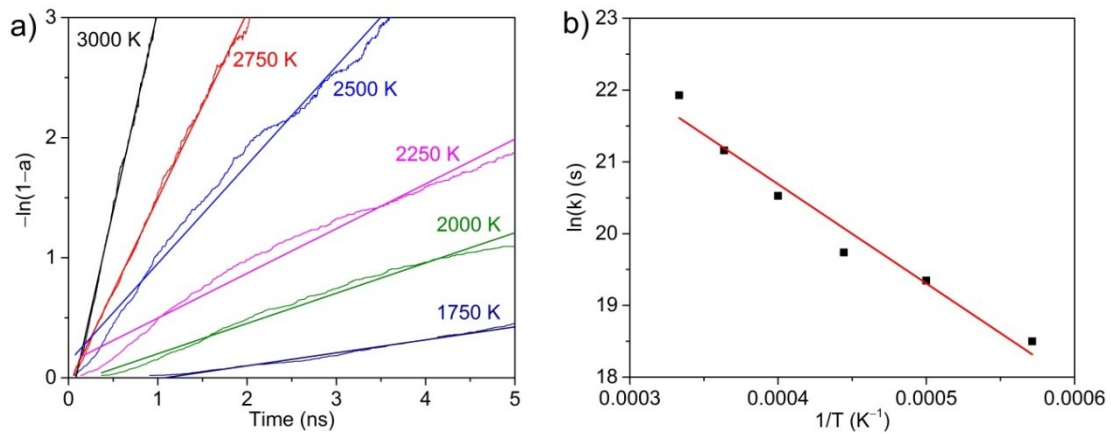 a)
3
2
1
0
−ln(1−a)
3000 K
2750 K
2500 K
2250 K
2000 K
1750 K
0 1 2 3 4 5
Time (ns)
b)
23
22
21
20
19
18
ln(k) (s)
0.0003 0.0004 0.0005 0.0006
1/T (K⁻¹)